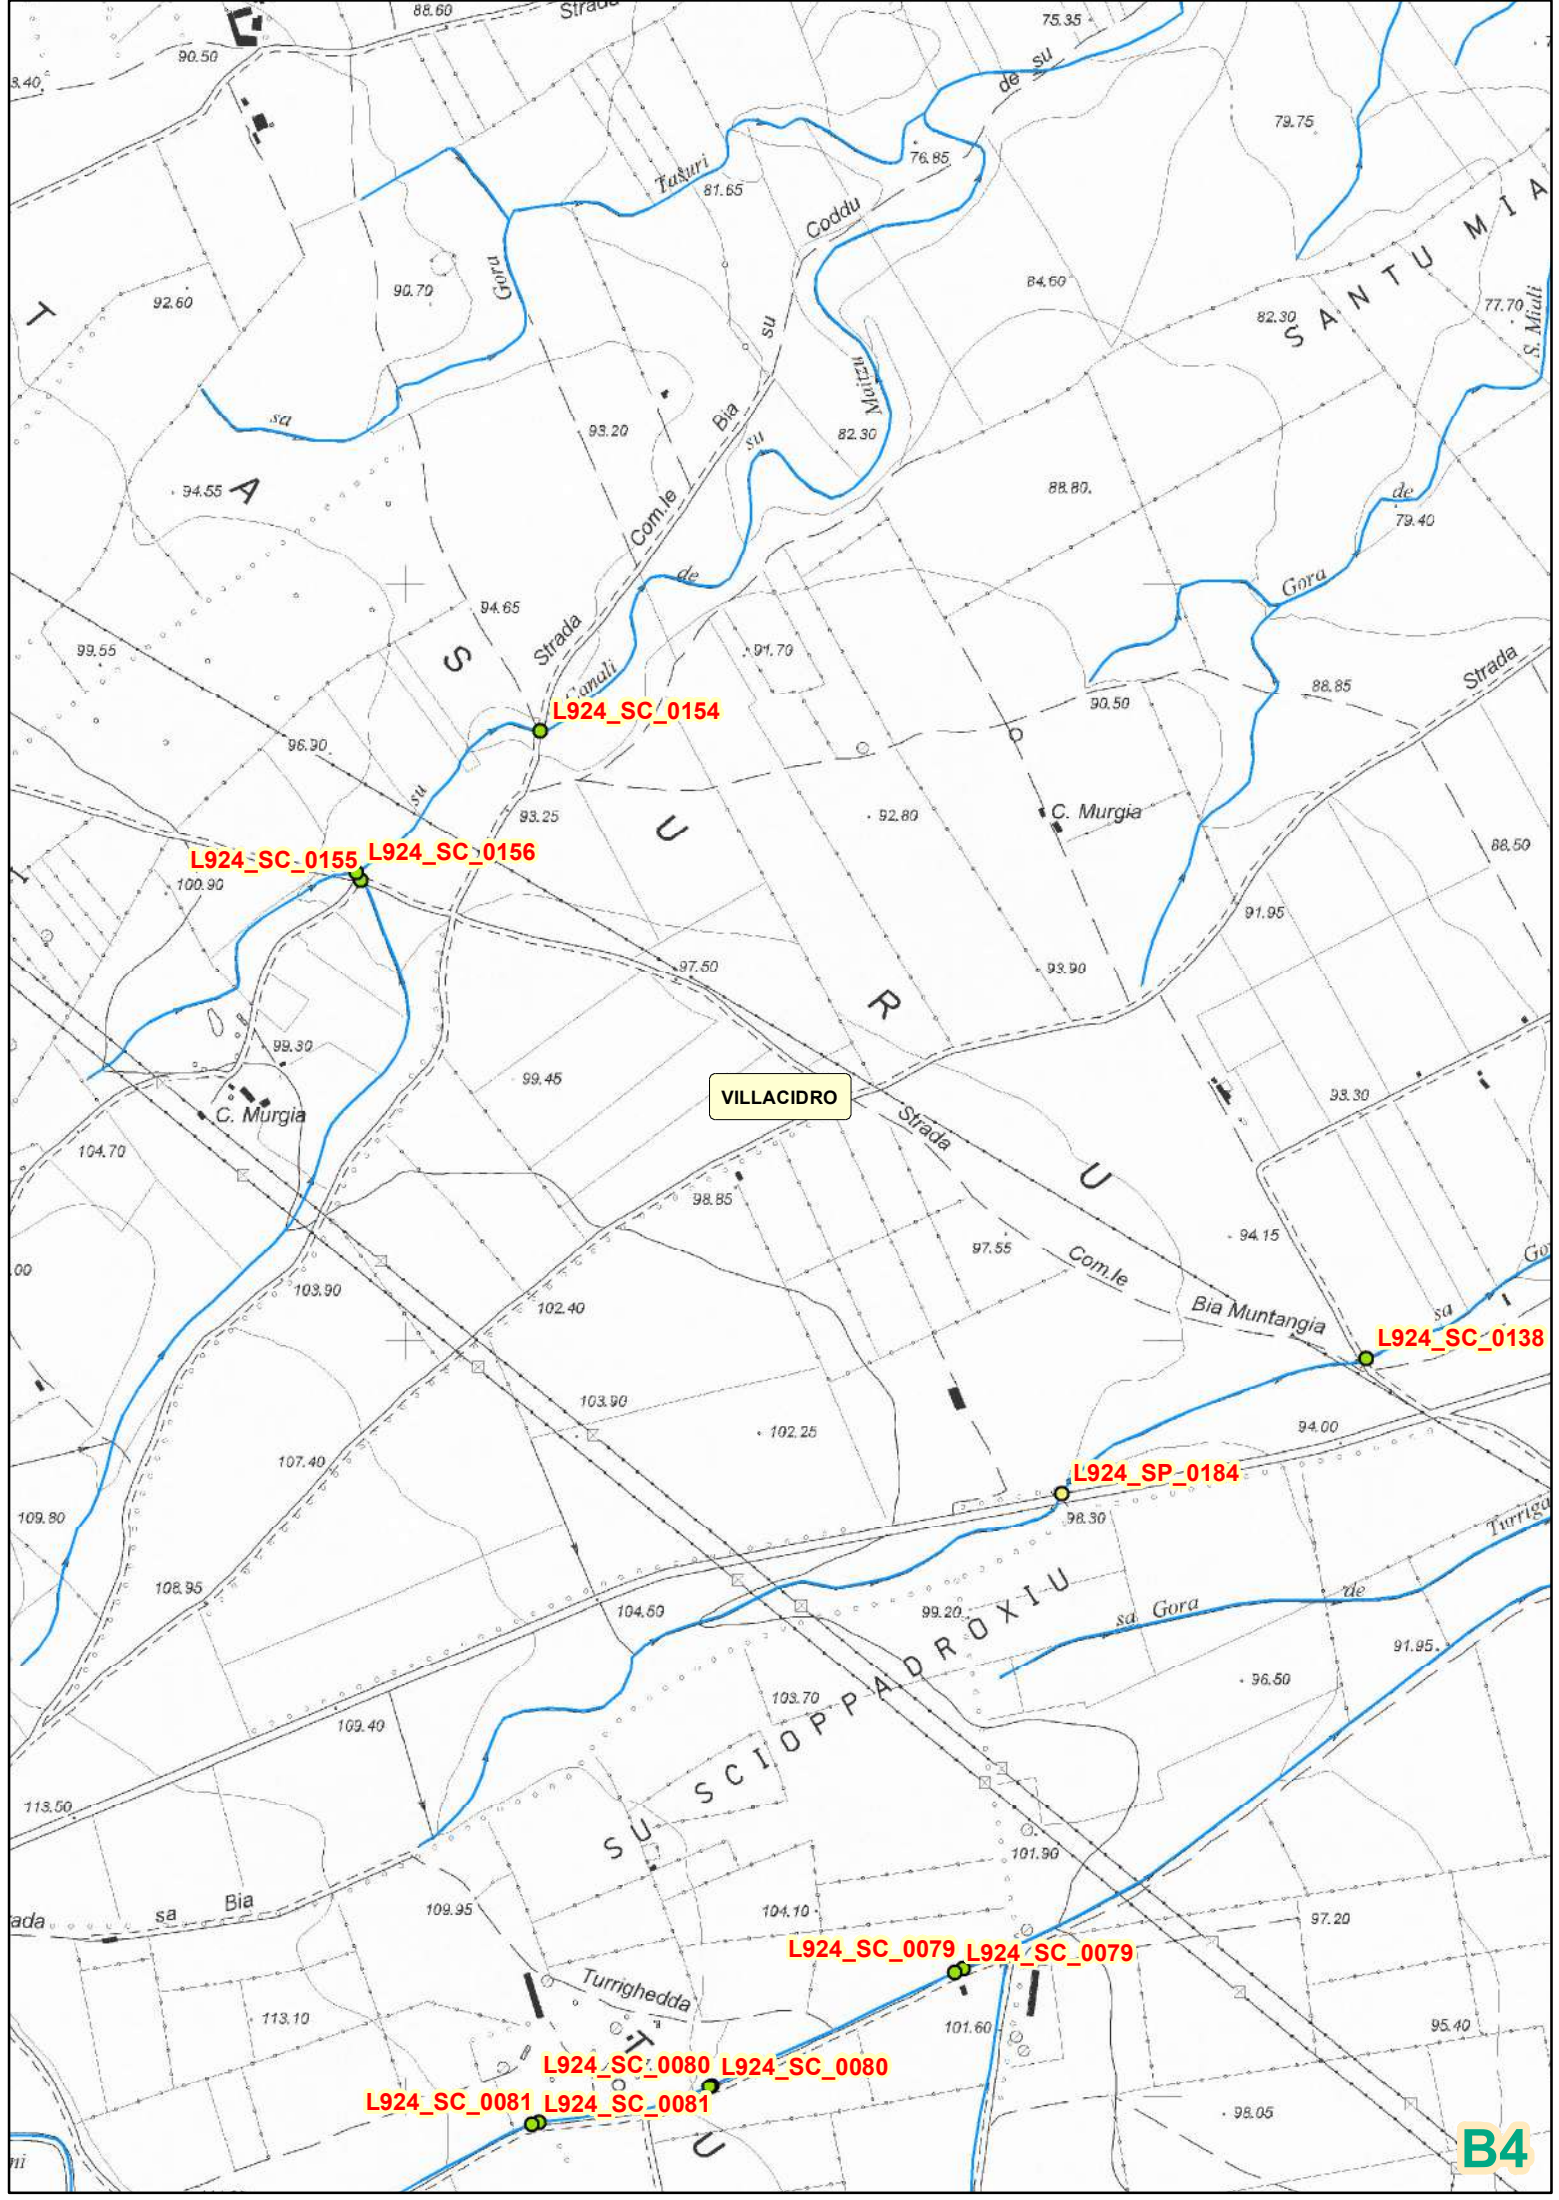 88.60
Strada
75.35
90.50
8.40
de su
79.75
76.85
Tasuri
81.65
Coddu
SANTU MIA
Gora
84.60
92.60
90.70
77.70
82.30
S. Miali
T
su
Muitzu
sa
Bia
93.20
su
82.30
94.55
A
88.80
de
79.40
Com.le
de
Gora
94.65
99.55
Strada
S
91.70
Strada
88.85
Canali
90.50
L924_SC_0154
96.90
su
93.25
U
92.80
C. Murgia
88.50
L924_SC_0155
L924_SC_0156
100.90
91.95
97.50
93.90
R
99.30
99.45
VILLACIDRO
93.30
C. Murgia
Strada
104.70
98.85
U
94.15
97.55
Com.le
.00
103.90
102.40
Bia Muntangia
sa
Go
L924_SC_0138
103.90
102.25
94.00
107.40
L924_SP_0184
109.80
98.30
Turriga
108.95
104.50
99.20
sa Gora
de
91.95
SU SCIOPPADROXIU
96.50
103.70
109.40
113.50
101.90
ada
sa
Bia
109.95
104.10
97.20
L924_SC_0079
L924_SC_0079
Turrighedda
113.10
101.60
95.40
T
L924_SC_0080
L924_SC_0080
L924_SC_0081
L924_SC_0081
98.05
U
ni
B4